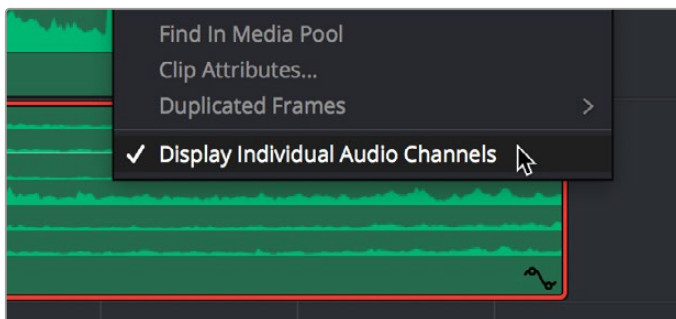 Find In Media Pool
Clip Attributes...
Duplicated Frames
Display Individual Audio Channels